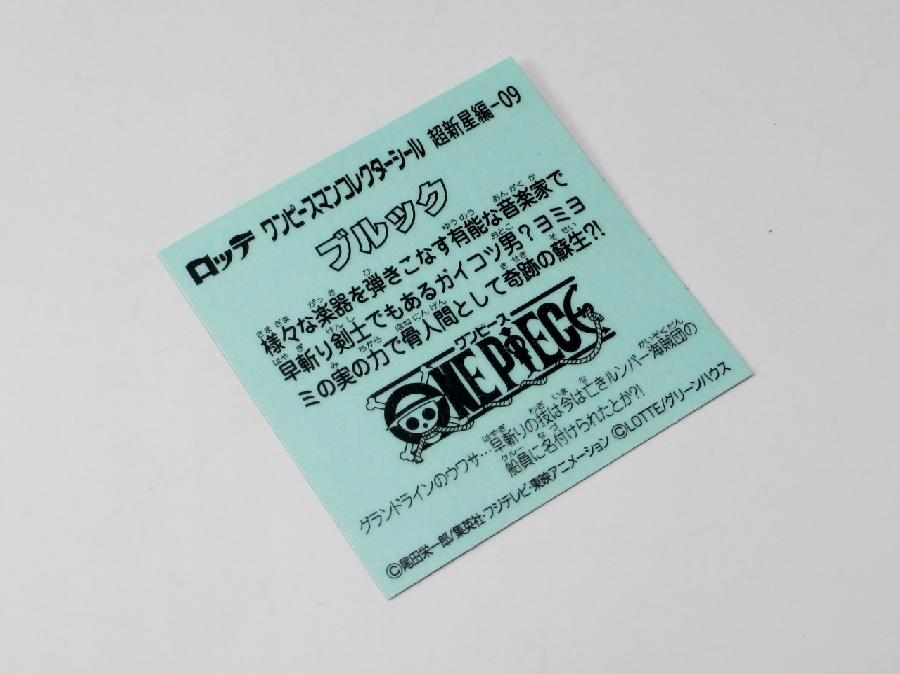 ロッテ ワンピースマンコレクターシール 超新星編-09
ブルック
様々な楽器を弾きこなす有能な音楽家で
早斬り剣士でもあるガイコツ男?ヨミヨ
ミの実の力で骨人間として奇跡の蘇生?!
ワンピース
ONE PIECE
グランドラインのウワサ…早斬りの技は今は亡きルンバー海賊団の
船員に名付けられたとか?!
©尾田栄一郎/集英社・フジテレビ・東映アニメーション ©LOTTE/グリーンハウス